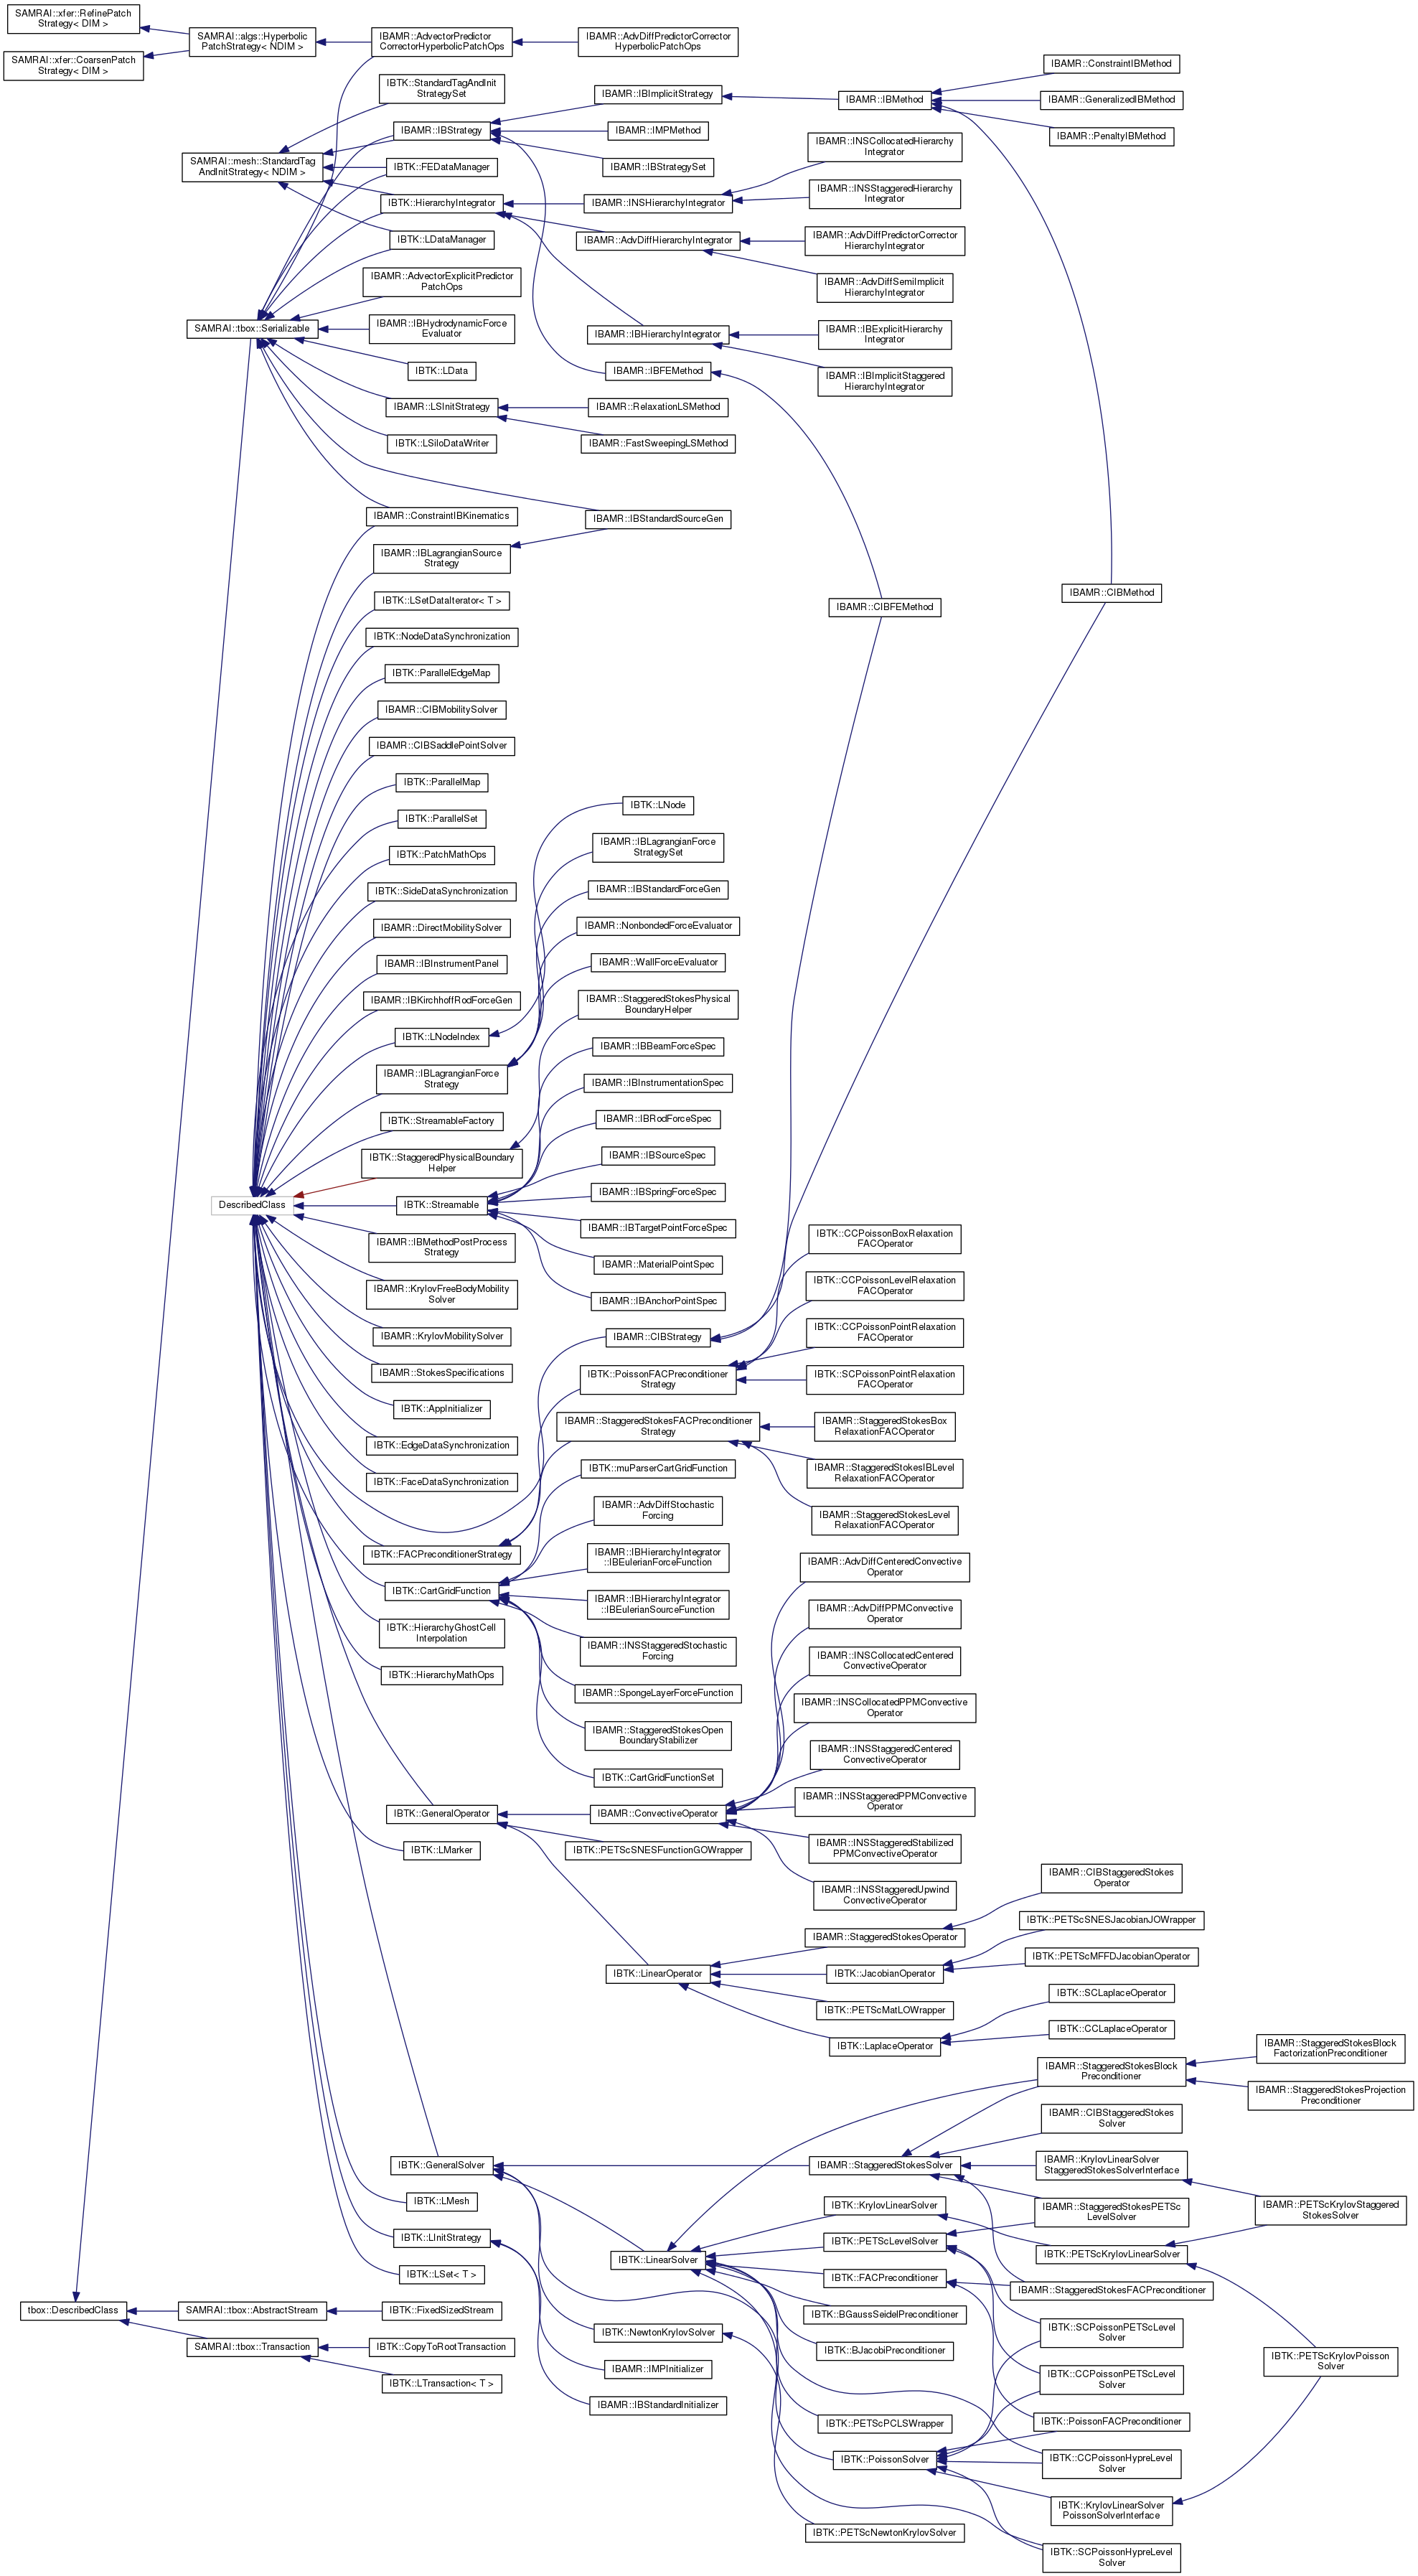 SAMRAI::xfer::RefinePatch
Strategy< DIM >
SAMRAI::xfer::CoarsenPatch
Strategy< DIM >
SAMRAI::algs::Hyperbolic
PatchStrategy< NDIM >
IBAMR::AdvectorPredictor
CorrectorHyperbolicPatchOps
IBAMR::AdvDiffPredictorCorrector
HyperbolicPatchOps
IBTK::StandardTagAndInit
StrategySet
SAMRAI::mesh::StandardTag
AndInitStrategy< NDIM >
IBAMR::IBStrategy
IBAMR::IBImplicitStrategy
IBAMR::IMPMethod
IBAMR::IBStrategySet
IBAMR::IBMethod
IBAMR::ConstraintIBMethod
IBAMR::GeneralizedIBMethod
IBAMR::PenaltyIBMethod
IBTK::FEDataManager
IBTK::HierarchyIntegrator
IBAMR::INSHierarchyIntegrator
IBAMR::INSCollocatedHierarchy
Integrator
IBAMR::INSStaggeredHierarchy
Integrator
IBAMR::AdvDiffHierarchyIntegrator
IBAMR::AdvDiffPredictorCorrector
HierarchyIntegrator
IBAMR::AdvDiffSemiImplicit
HierarchyIntegrator
IBTK::LDataManager
IBAMR::AdvectorExplicitPredictor
PatchOps
SAMRAI::tbox::Serializable
IBAMR::IBHydrodynamicForce
Evaluator
IBAMR::IBHierarchyIntegrator
IBAMR::IBExplicitHierarchy
Integrator
IBAMR::IBImplicitStaggered
HierarchyIntegrator
IBTK::LData
IBAMR::IBFEMethod
IBAMR::LSInitStrategy
IBAMR::RelaxationLSMethod
IBAMR::FastSweepingLSMethod
IBTK::LSiloDataWriter
IBAMR::ConstraintIBKinematics
IBAMR::IBStandardSourceGen
IBAMR::IBLagrangianSource
Strategy
IBTK::LSetDataIterator< T >
IBAMR::CIBFEMethod
IBAMR::CIBMethod
IBTK::NodeDataSynchronization
IBTK::ParallelEdgeMap
IBAMR::CIBMobilitySolver
IBAMR::CIBSaddlePointSolver
IBTK::ParallelMap
IBTK::ParallelSet
IBTK::PatchMathOps
IBTK::SideDataSynchronization
IBAMR::DirectMobilitySolver
IBAMR::IBInstrumentPanel
IBAMR::IBKirchhoffRodForceGen
IBTK::LNodeIndex
IBAMR::IBLagrangianForce
Strategy
IBTK::StreamableFactory
IBTK::StaggeredPhysicalBoundary
Helper
DescribedClass
IBTK::Streamable
IBAMR::IBMethodPostProcess
Strategy
IBAMR::KrylovFreeBodyMobility
Solver
IBAMR::KrylovMobilitySolver
IBAMR::StokesSpecifications
IBTK::AppInitializer
IBTK::EdgeDataSynchronization
IBTK::FaceDataSynchronization
IBTK::FACPreconditionerStrategy
IBTK::CartGridFunction
IBTK::HierarchyGhostCell
Interpolation
IBTK::HierarchyMathOps
IBTK::LNode
IBAMR::IBLagrangianForce
StrategySet
IBAMR::IBStandardForceGen
IBAMR::NonbondedForceEvaluator
IBAMR::WallForceEvaluator
IBAMR::StaggeredStokesPhysical
BoundaryHelper
IBAMR::IBBeamForceSpec
IBAMR::IBInstrumentationSpec
IBAMR::IBRodForceSpec
IBAMR::IBSourceSpec
IBAMR::IBSpringForceSpec
IBAMR::IBTargetPointForceSpec
IBAMR::MaterialPointSpec
IBAMR::IBAnchorPointSpec
IBAMR::CIBStrategy
IBTK::PoissonFACPreconditioner
Strategy
IBTK::CCPoissonBoxRelaxation
FACOperator
IBTK::CCPoissonLevelRelaxation
FACOperator
IBTK::CCPoissonPointRelaxation
FACOperator
IBTK::SCPoissonPointRelaxation
FACOperator
IBAMR::StaggeredStokesFACPreconditioner
Strategy
IBAMR::StaggeredStokesBox
RelaxationFACOperator
IBAMR::StaggeredStokesIBLevel
RelaxationFACOperator
IBAMR::StaggeredStokesLevel
RelaxationFACOperator
IBTK::muParserCartGridFunction
IBAMR::AdvDiffStochastic
Forcing
IBAMR::IBHierarchyIntegrator
::IBEulerianForceFunction
IBAMR::IBHierarchyIntegrator
::IBEulerianSourceFunction
IBAMR::INSStaggeredStochastic
Forcing
IBAMR::SpongeLayerForceFunction
IBAMR::StaggeredStokesOpen
BoundaryStabilizer
IBTK::CartGridFunctionSet
IBAMR::AdvDiffCenteredConvective
Operator
IBAMR::AdvDiffPPMConvective
Operator
IBAMR::INSCollocatedCentered
ConvectiveOperator
IBAMR::INSCollocatedPPMConvective
Operator
IBAMR::INSStaggeredCentered
ConvectiveOperator
IBAMR::INSStaggeredPPMConvective
Operator
IBAMR::INSStaggeredStabilized
PPMConvectiveOperator
IBAMR::INSStaggeredUpwind
ConvectiveOperator
IBTK::GeneralOperator
IBAMR::ConvectiveOperator
IBTK::PETScSNESFunctionGOWrapper
IBTK::LMarker
IBTK::LinearOperator
IBAMR::StaggeredStokesOperator
IBAMR::CIBStaggeredStokes
Operator
IBTK::JacobianOperator
IBTK::PETScSNESJacobianJOWrapper
IBTK::PETScMFFDJacobianOperator
IBTK::PETScMatLOWrapper
IBTK::LaplaceOperator
IBTK::SCLaplaceOperator
IBTK::CCLaplaceOperator
IBAMR::StaggeredStokesBlock
Preconditioner
IBAMR::StaggeredStokesBlock
FactorizationPreconditioner
IBAMR::StaggeredStokesProjection
Preconditioner
IBAMR::CIBStaggeredStokes
Solver
IBTK::GeneralSolver
IBAMR::StaggeredStokesSolver
IBAMR::KrylovLinearSolver
StaggeredStokesSolverInterface
IBTK::LMesh
IBTK::KrylovLinearSolver
IBAMR::StaggeredStokesPETSc
LevelSolver
IBAMR::PETScKrylovStaggered
StokesSolver
IBTK::LInitStrategy
IBTK::PETScLevelSolver
IBTK::LinearSolver
IBTK::PETScKrylovLinearSolver
IBTK::LSet< T >
IBTK::FACPreconditioner
IBAMR::StaggeredStokesFACPreconditioner
tbox::DescribedClass
SAMRAI::tbox::AbstractStream
IBTK::FixedSizedStream
IBTK::BGaussSeidelPreconditioner
IBTK::NewtonKrylovSolver
IBTK::SCPoissonPETScLevel
Solver
SAMRAI::tbox::Transaction
IBTK::CopyToRootTransaction
IBTK::BJacobiPreconditioner
IBTK::PETScKrylovPoisson
Solver
IBAMR::IMPInitializer
IBTK::CCPoissonPETScLevel
Solver
IBTK::LTransaction< T >
IBAMR::IBStandardInitializer
IBTK::PETScPCLSWrapper
IBTK::PoissonFACPreconditioner
IBTK::PoissonSolver
IBTK::CCPoissonHypreLevel
Solver
IBTK::KrylovLinearSolver
PoissonSolverInterface
IBTK::PETScNewtonKrylovSolver
IBTK::SCPoissonHypreLevel
Solver